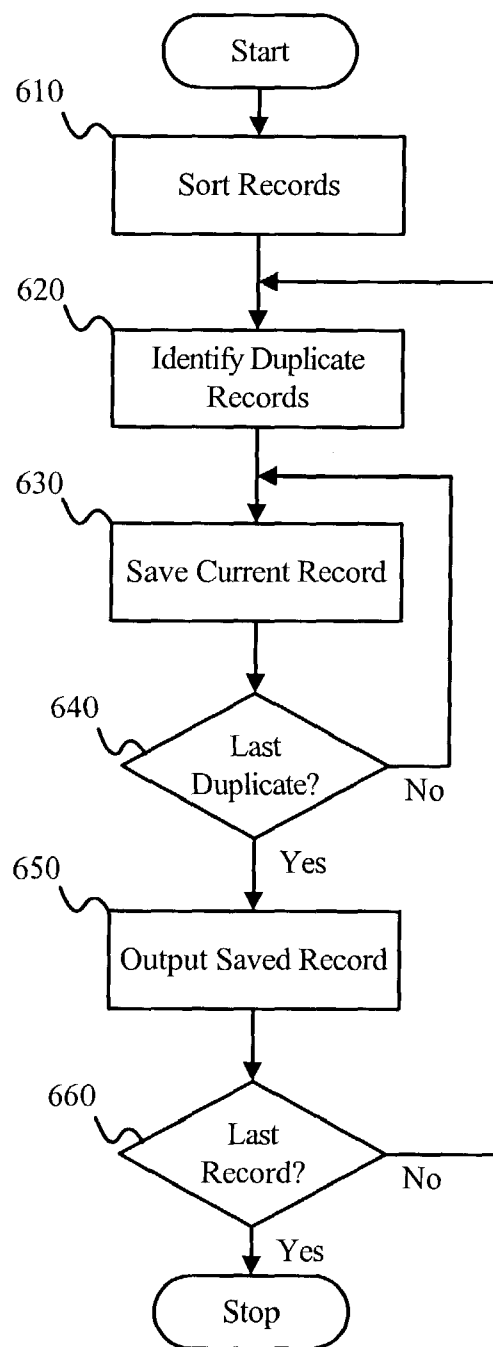 Start
610
Sort Records
620
Identify Duplicate
Records
630
Save Current Record
640
Last
Duplicate?
No
Yes
650
Output Saved Record
660
Last
Record?
No
Yes
Stop